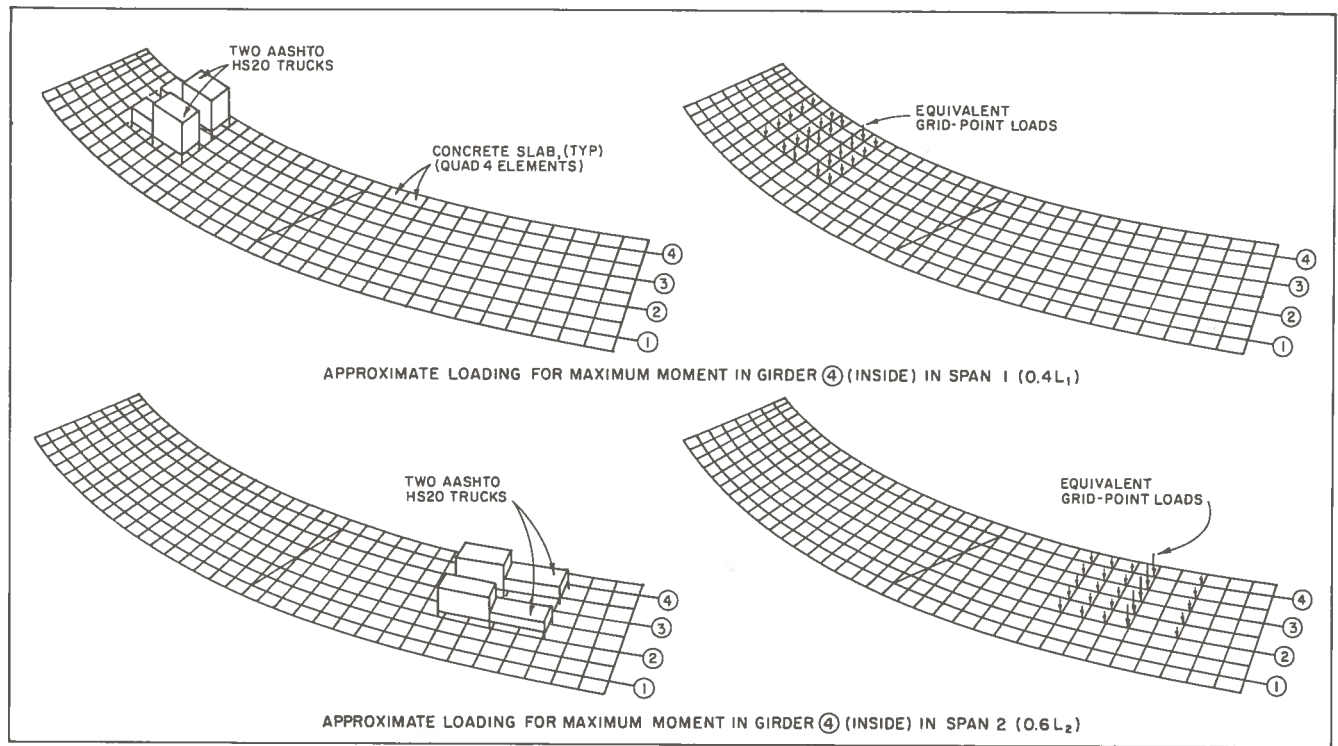 TWO AASHTO
HS20 TRUCKS
CONCRETE SLAB,(TYP)
(QUAD 4 ELEMENTS)
④
③
②
①
EQUIVALENT
GRID-POINT LOADS
④
③
②
①
APPROXIMATE LOADING FOR MAXIMUM MOMENT IN GIRDER ④ (INSIDE) IN SPAN 1 (0.4L₁)
TWO AASHTO
HS20 TRUCKS
④
③
②
①
EQUIVALENT
GRID-POINT LOADS
④
③
②
①
APPROXIMATE LOADING FOR MAXIMUM MOMENT IN GIRDER ④ (INSIDE) IN SPAN 2 (0.6L₂)